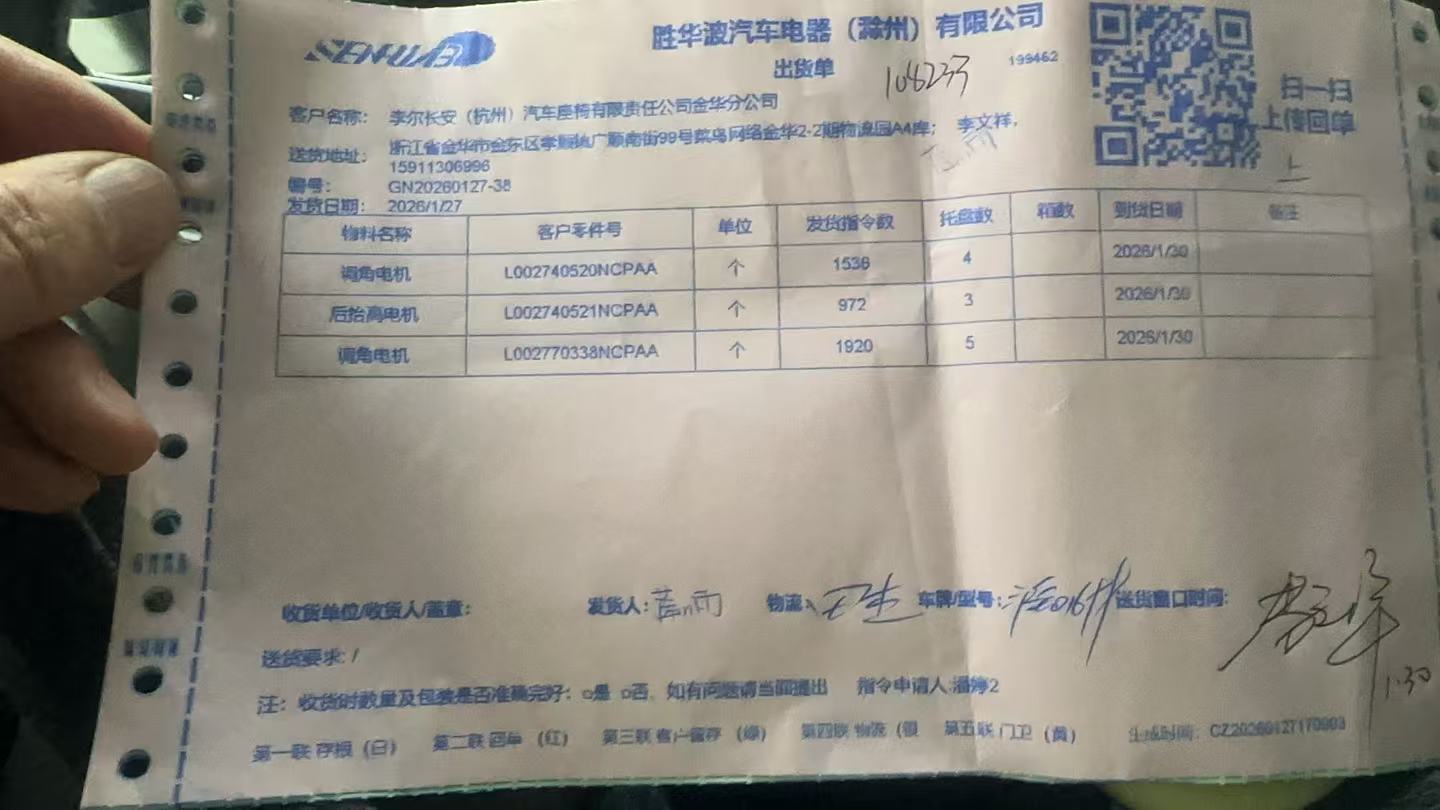 SENHUABO
胜华波汽车电器（滁州）有限公司
出货单
108233
199462
扫一扫
上传回单
上
客户名称： 李尔长安（杭州）汽车座椅有限责任公司金华分公司
送货地址： 浙江省金华市金东区孝顺镇广顺南街99号菜鸟网络金华2-2期物流园A4库； 李文祥，
15911306996
编号： GN20260127-38
发货日期： 2026/1/27
物料名称 客户零件号 单位 发货指令数 托盘数 箱数 到货日期 备注
调角电机 L002740520NCPAA 个 1536 4 2026/1/30
后抬高电机 L002740521NCPAA 个 972 3 2026/1/30
调角电机 L002770338NCPAA 个 1920 5 2026/1/30
收货单位/收货人/盖章： 发货人： 物流： 车牌/型号： 送货窗口时间：
1.30
送货要求：/
注： 收货时数量及包装是否准确完好：□是 □否，如有问题请当面提出 指令申请人:潘婷2
第一联 存根（白） 第二联 回单 （红） 第三联 客户留存 （绿） 第四联 物流（银 第五联 门卫（黄） 生成时间：CZ20260127170903